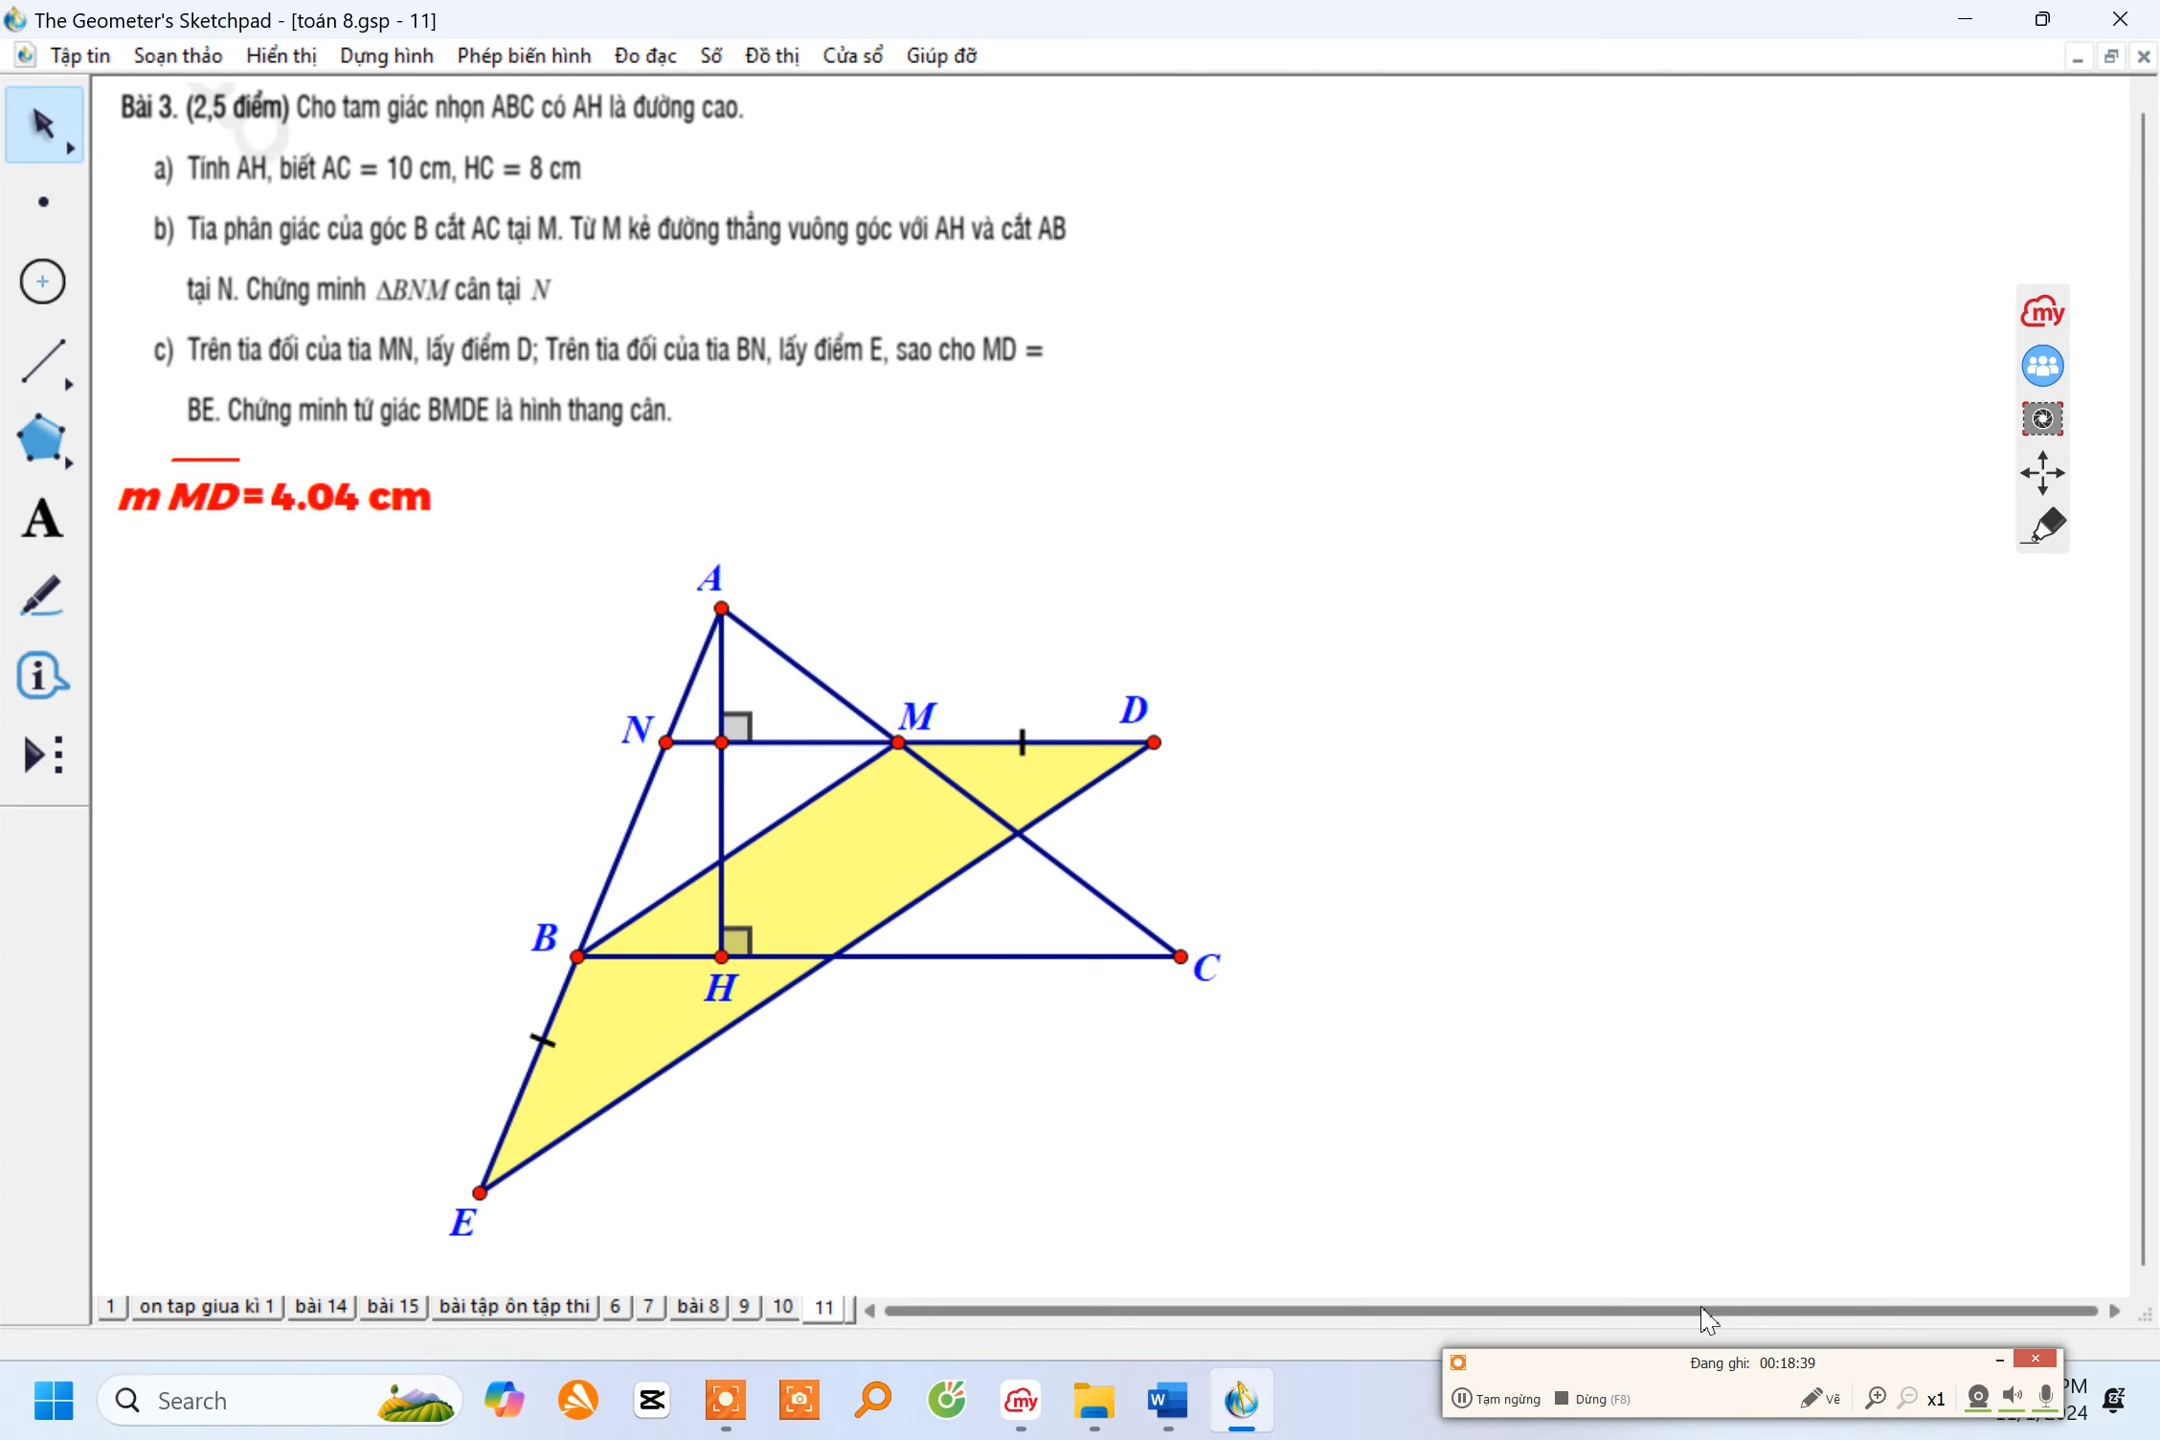 The Geometer's Sketchpad - [toán 8.gsp - 11]
Tập tin Soạn thảo Hiển thị Dựng hình Phép biến hình Đo đạc Số Đồ thị Cửa sổ Giúp đỡ
Bài 3. (2,5 điểm) Cho tam giác nhọn ABC có AH là đường cao.
a) Tính AH, biết AC = 10 cm, HC = 8 cm
b) Tia phân giác của góc B cắt AC tại M. Từ M kẻ đường thẳng vuông góc với AH và cắt AB
tại N. Chứng minh ΔBNM cân tại N
c) Trên tia đối của tia MN, lấy điểm D; Trên tia đối của tia BN, lấy điểm E, sao cho MD =
BE. Chứng minh tứ giác BMDE là hình thang cân.
m MD = 4.04 cm
my
A
A
N M D
B
H C
E
1 on tap giua kì 1 bài 14 bài 15 bài tập ôn tập thi 6 7 bài 8 9 10 11
Đang ghi: 00:18:39
Tạm ngừng Dừng (F8) Vẽ x1
Search
my
W
PM
24